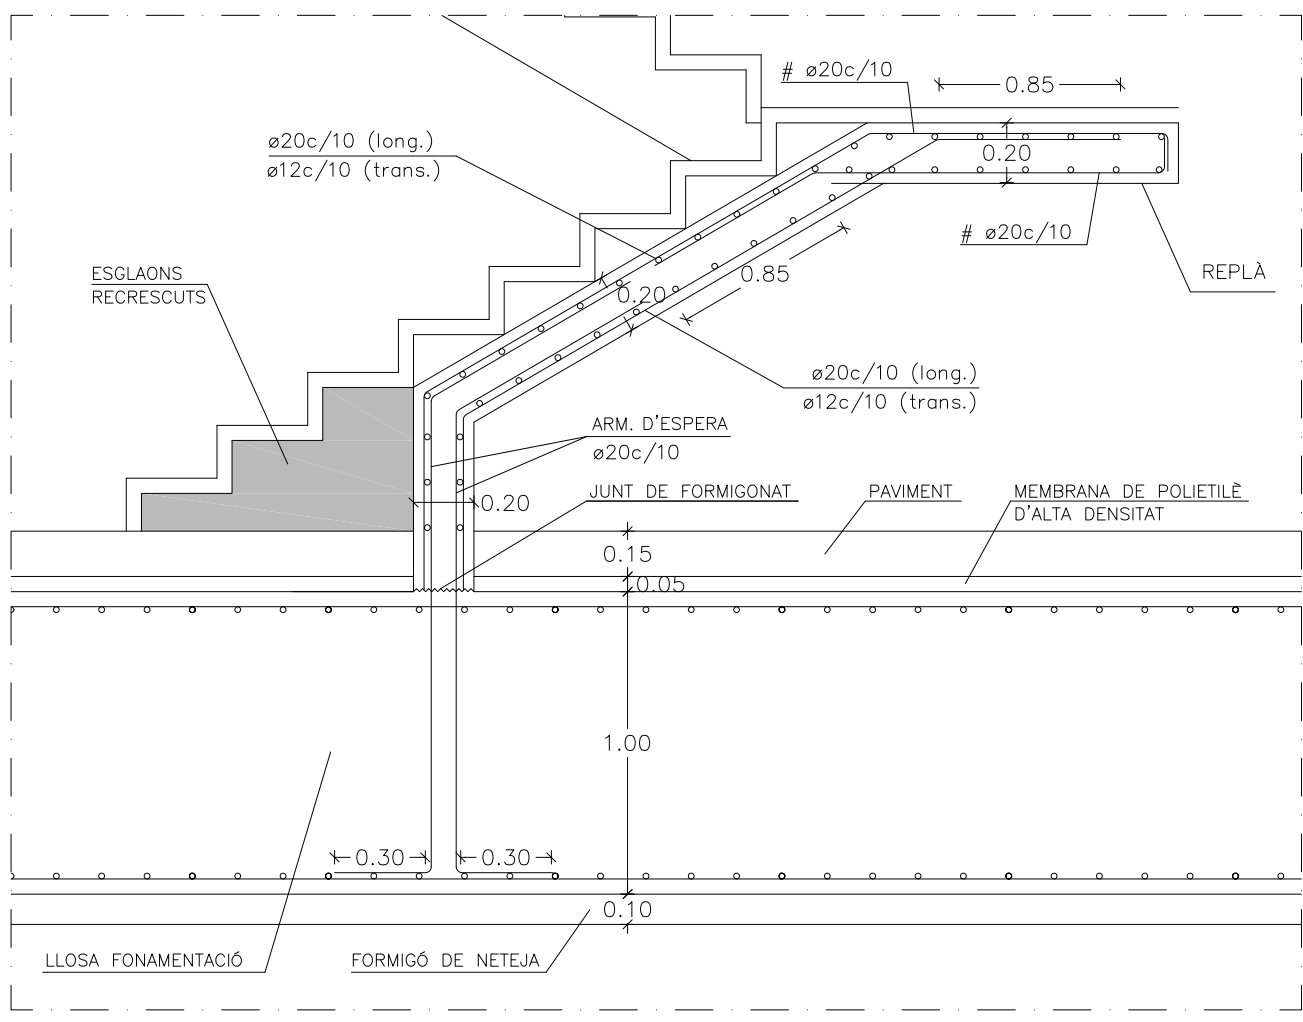 # ø20c/10
0.85
ø20c/10 (long.)
ø12c/10 (trans.)
0.20
# ø20c/10
ESGLAONS
RECRESCUTS
REPLÀ
0.85
0.20
ø20c/10 (long.)
ø12c/10 (trans.)
ARM. D'ESPERA
ø20c/10
JUNT DE FORMIGONAT
PAVIMENT
MEMBRANA DE POLIETILÈ
D'ALTA DENSITAT
0.20
0.15
0.05
1.00
0.30
0.30
0.10
LLOSA FONAMENTACIÓ
FORMIGÓ DE NETEJA